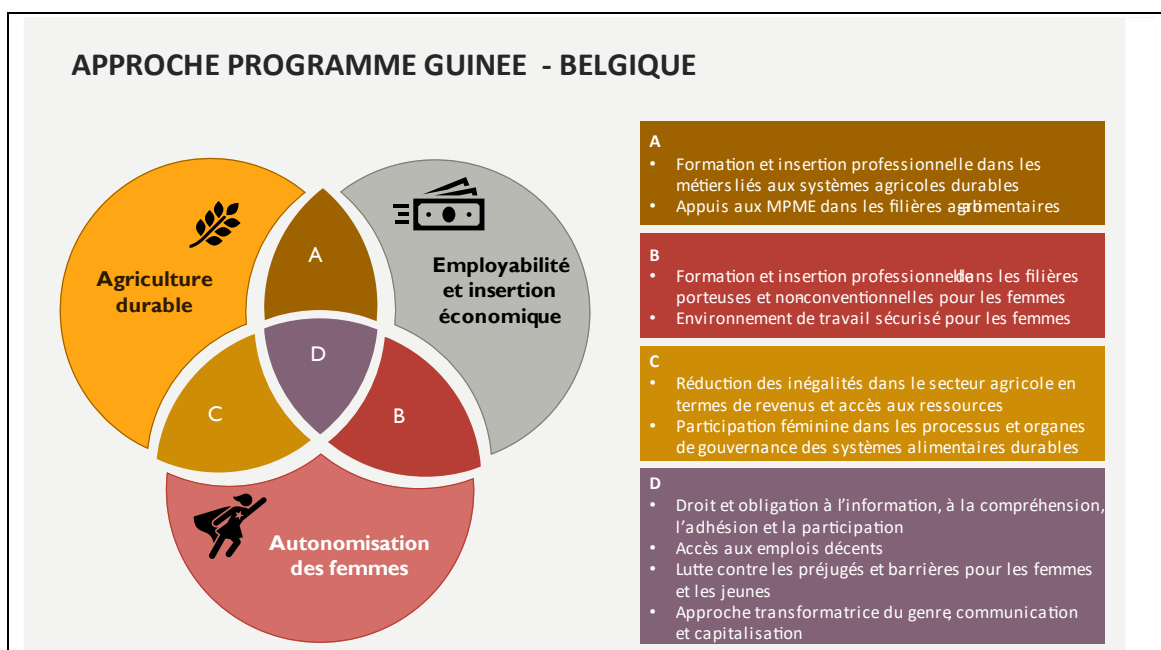 APPROCHE PROGRAMME GUINEE - BELGIQUE
Agriculture
durable
Employabilité
et insertion
économique
A
D
C
B
Autonomisation
des femmes
A
• Formation et insertion professionnelle dans les
métiers liés aux systèmes agricoles durables
• Appuis aux MPME dans les filières
B
• Formation et insertion professionnelle dans les filières
porteuses et nonconventionnelles pour les femmes
• Environnement de travail sécurisé pour les femmes
C
• Réduction des inégalités dans le secteur agricole en
termes de revenus et accès aux ressources
• Participation féminine dans les processus et organes
de gouvernance des systèmes alimentaires durables
D
• Droit et obligation à l’information, à la compréhension,
l’adhésion et la participation
• Accès aux emplois décents
• Lutte contre les préjugés et barrières pour les femmes
et les jeunes
• Approche transformatrice du genre, communication
et capitalisation